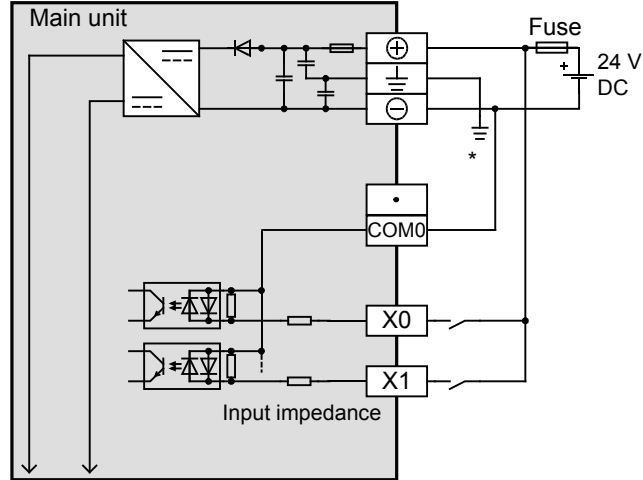 Main unit
Fuse
+
24 V
DC
*
•
COM0
X0
X1
Input impedance